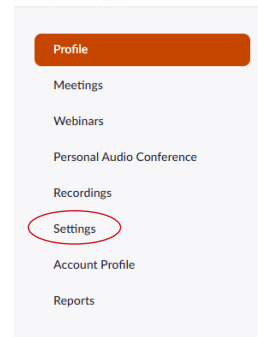 Profile
Meetings
Webinars
Personal Audio Conference
Recordings
Settings
Account Profile
Reports